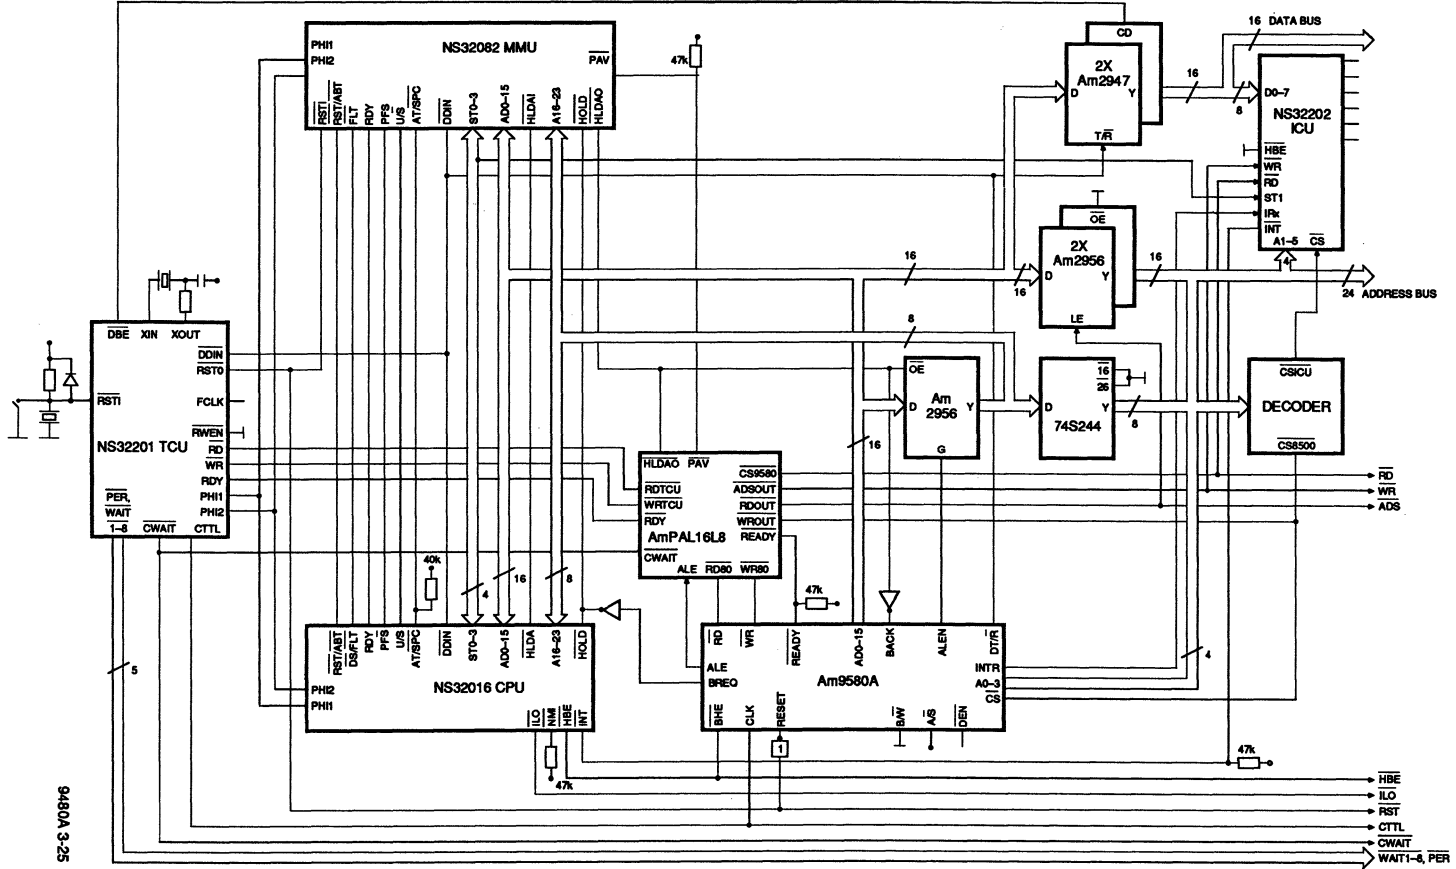 NS32082 MMU
PHI1
PHI2
PAV
RSTI
RST/ABT
FLT
RDY
PFS
U/S
AT/SPC
DDIN
ST0–3
AD0–15
HLDAI
A16–23
HOLD
HLDAO
47k
CD
2X
Am2947
D
Y
T/R
16
8
16 DATA BUS
D0–7
NS32202
ICU
HBE
WR
RD
ST1
IRx
INT
A1–5
CS
4
OE
2X
Am2956
D
Y
LE
16
16
16
24 ADDRESS BUS
8
DBE
XIN
XOUT
DDIN
RST0
RSTI
FCLK
NS32201 TCU
RWEN
RD
WR
RDY
PHI1
PHI2
PER,
WAIT
1–8
CWAIT
CTTL
OE
D
Am
2956
Y
G
16
26
D
Y
74S244
8
CSICU
DECODER
CS8500
16
HLDAO
PAV
RDTCU
WRTCU
RDY
AmPAL16L8
CWAIT
ALE
RD80
WR80
CS9580
ADSOUT
RDOUT
WROUT
READY
RD
WR
ADS
40k
4
16
8
47k
RST/ABT
DS/FLT
RDY
PFS
U/S
AT/SPC
DDIN
ST0–3
AD0–15
HLDA
A16–23
HOLD
PHI2
PHI1
NS32016 CPU
ILO
NMI
HBE
INT
47k
RD
WR
READY
AD0–15
BACK
ALEN
DT/R
ALE
BREQ
Am9580A
INTR
A0–3
CS
BHE
CLK
RESET
B/W
A/S
DEN
1
4
5
47k
HBE
ILO
RST
CTTL
CWAIT
WAIT1–8, PER
9480A 3-25